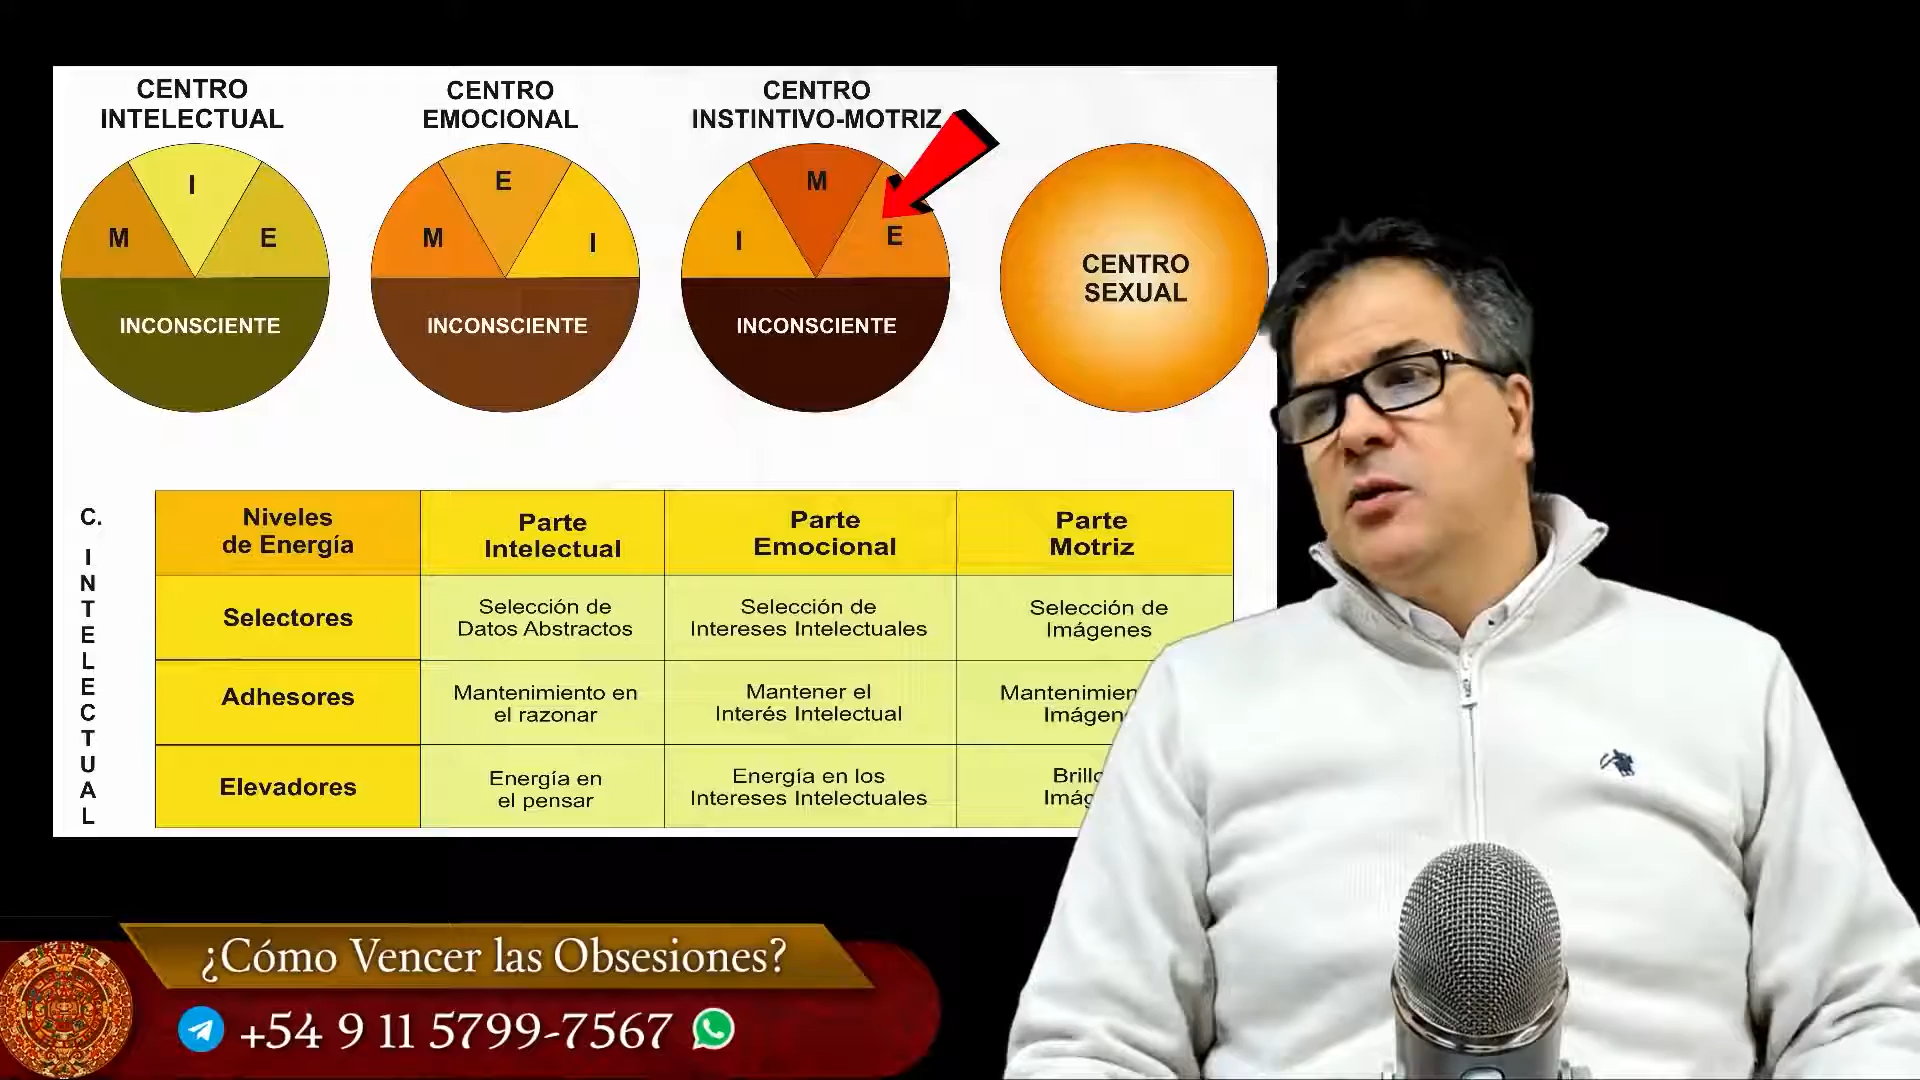 CENTRO
INTELECTUAL
CENTRO
EMOCIONAL
CENTRO
INSTINTIVO-MOTRIZ
M
I
E
INCONSCIENTE
M
E
I
INCONSCIENTE
I
M
E
INCONSCIENTE
CENTRO
SEXUAL
C.
I
N
T
E
L
E
C
T
U
A
L
Niveles
de Energía
Parte
Intelectual
Parte
Emocional
Parte
Motriz
Selectores
Selección de
Datos Abstractos
Selección de
Intereses Intelectuales
Selección de
Imágenes
Adhesores
Mantenimiento en
el razonar
Mantener el
Interés Intelectual
Elevadores
Energía en
el pensar
Energía en los
Intereses Intelectuales
¿Cómo Vencer las Obsesiones?
+54 9 11 5799-7567